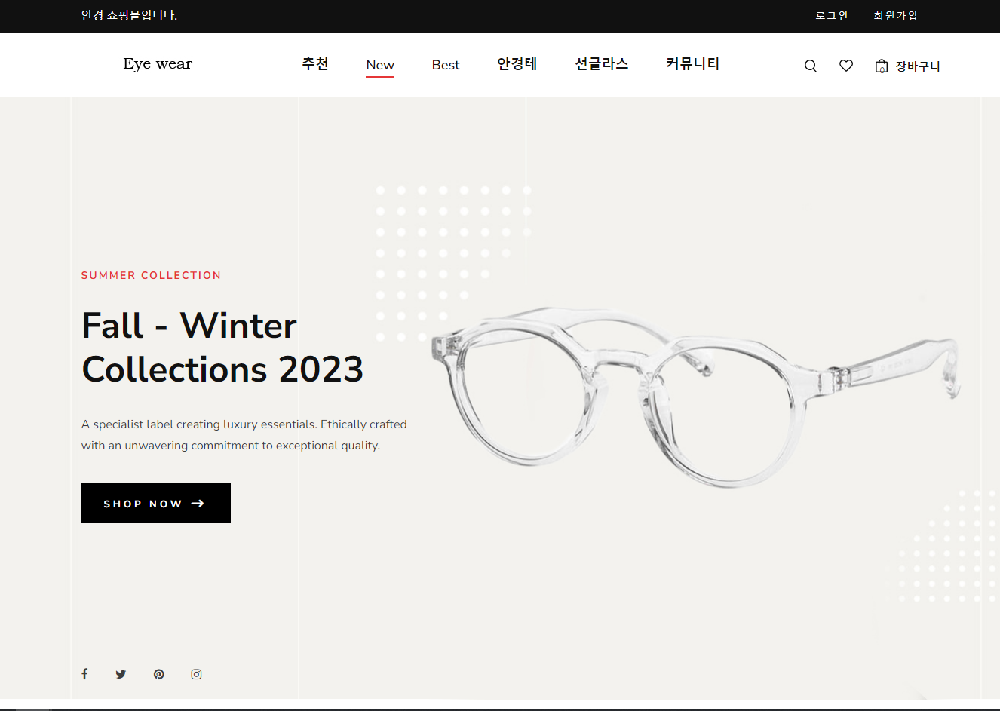 안경 쇼핑몰입니다.
로그인 회원가입
Eye wear
추천 New Best 안경테 선글라스 커뮤니티
0 장바구니
SUMMER COLLECTION
Fall - Winter
Collections 2023
A specialist label creating luxury essentials. Ethically crafted
with an unwavering commitment to exceptional quality.
SHOP NOW →